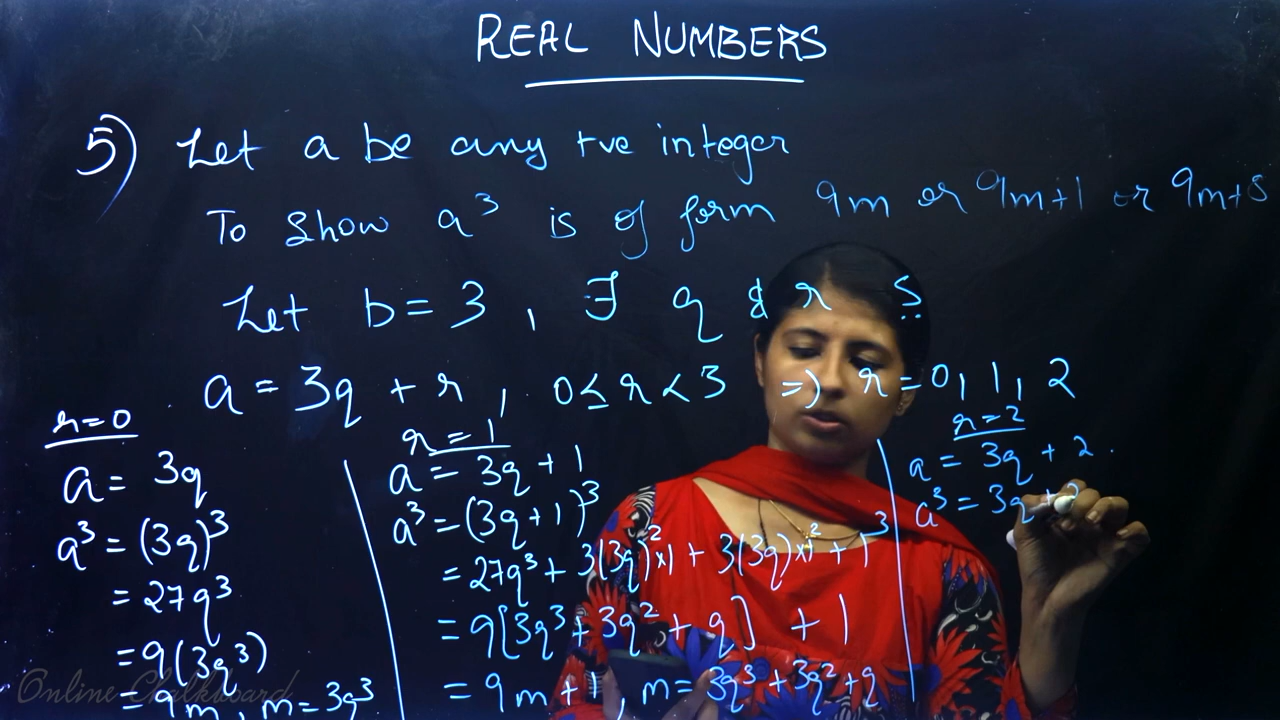 REAL NUMBERS
5) Let a be any +ve integer
To Show a³ is of form 9m or 9m+1 or 9m+8
Let b = 3 , ∃ q & r
a = 3q + r , 0 ≤ r < 3 ⇒ r = 0, 1, 2
r = 0
a = 3q
a³ = (3q)³
= 27q³
= 9(3q³)
= 9m , m = 3q³
r = 1
a = 3q + 1
a³ = (3q + 1)³
= 27q³ + 3(3q)²×1 + 3(3q)×1² + 1³
= 9[3q³ + 3q² + q] + 1
= 9m + 1 , m = 3q³ + 3q² + q
r = 2
a = 3q + 2 .
a³ = 3q + 2
Online Chalkboard